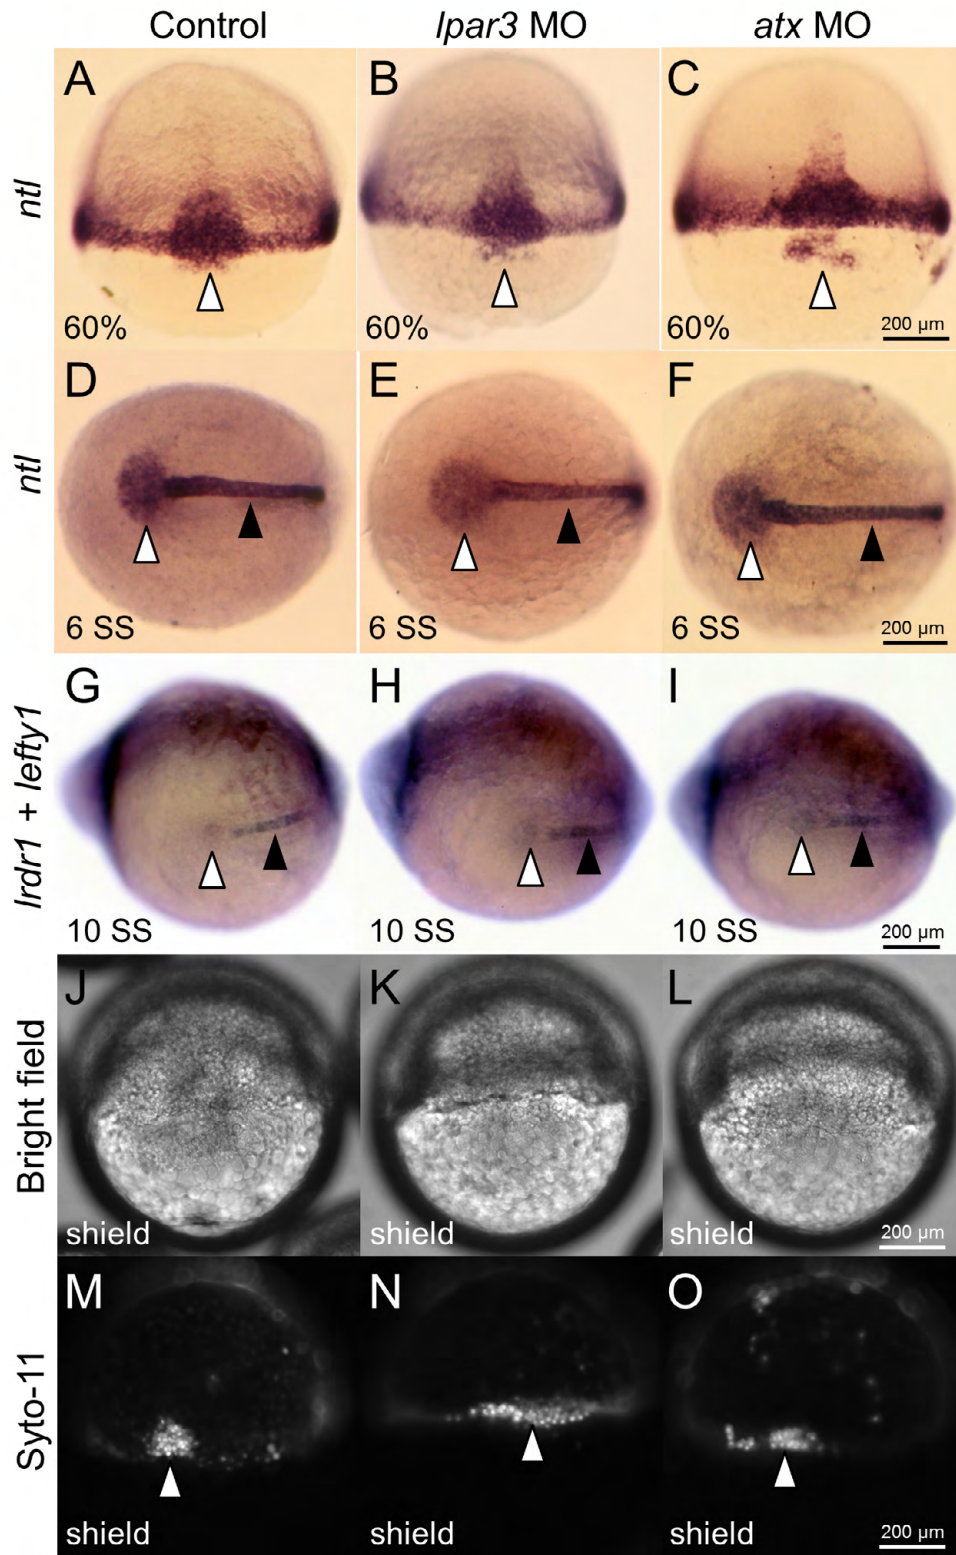 Control lpar3 MO atx MO
ntl
A B C
60% 60% 60% 200 µm
ntl
D E F
6 SS 6 SS 6 SS 200 µm
lrdr1 + lefty1
G H I
10 SS 10 SS 10 SS 200 µm
Bright field
J K L
shield shield shield 200 µm
Syto-11
M N O
shield shield shield 200 µm